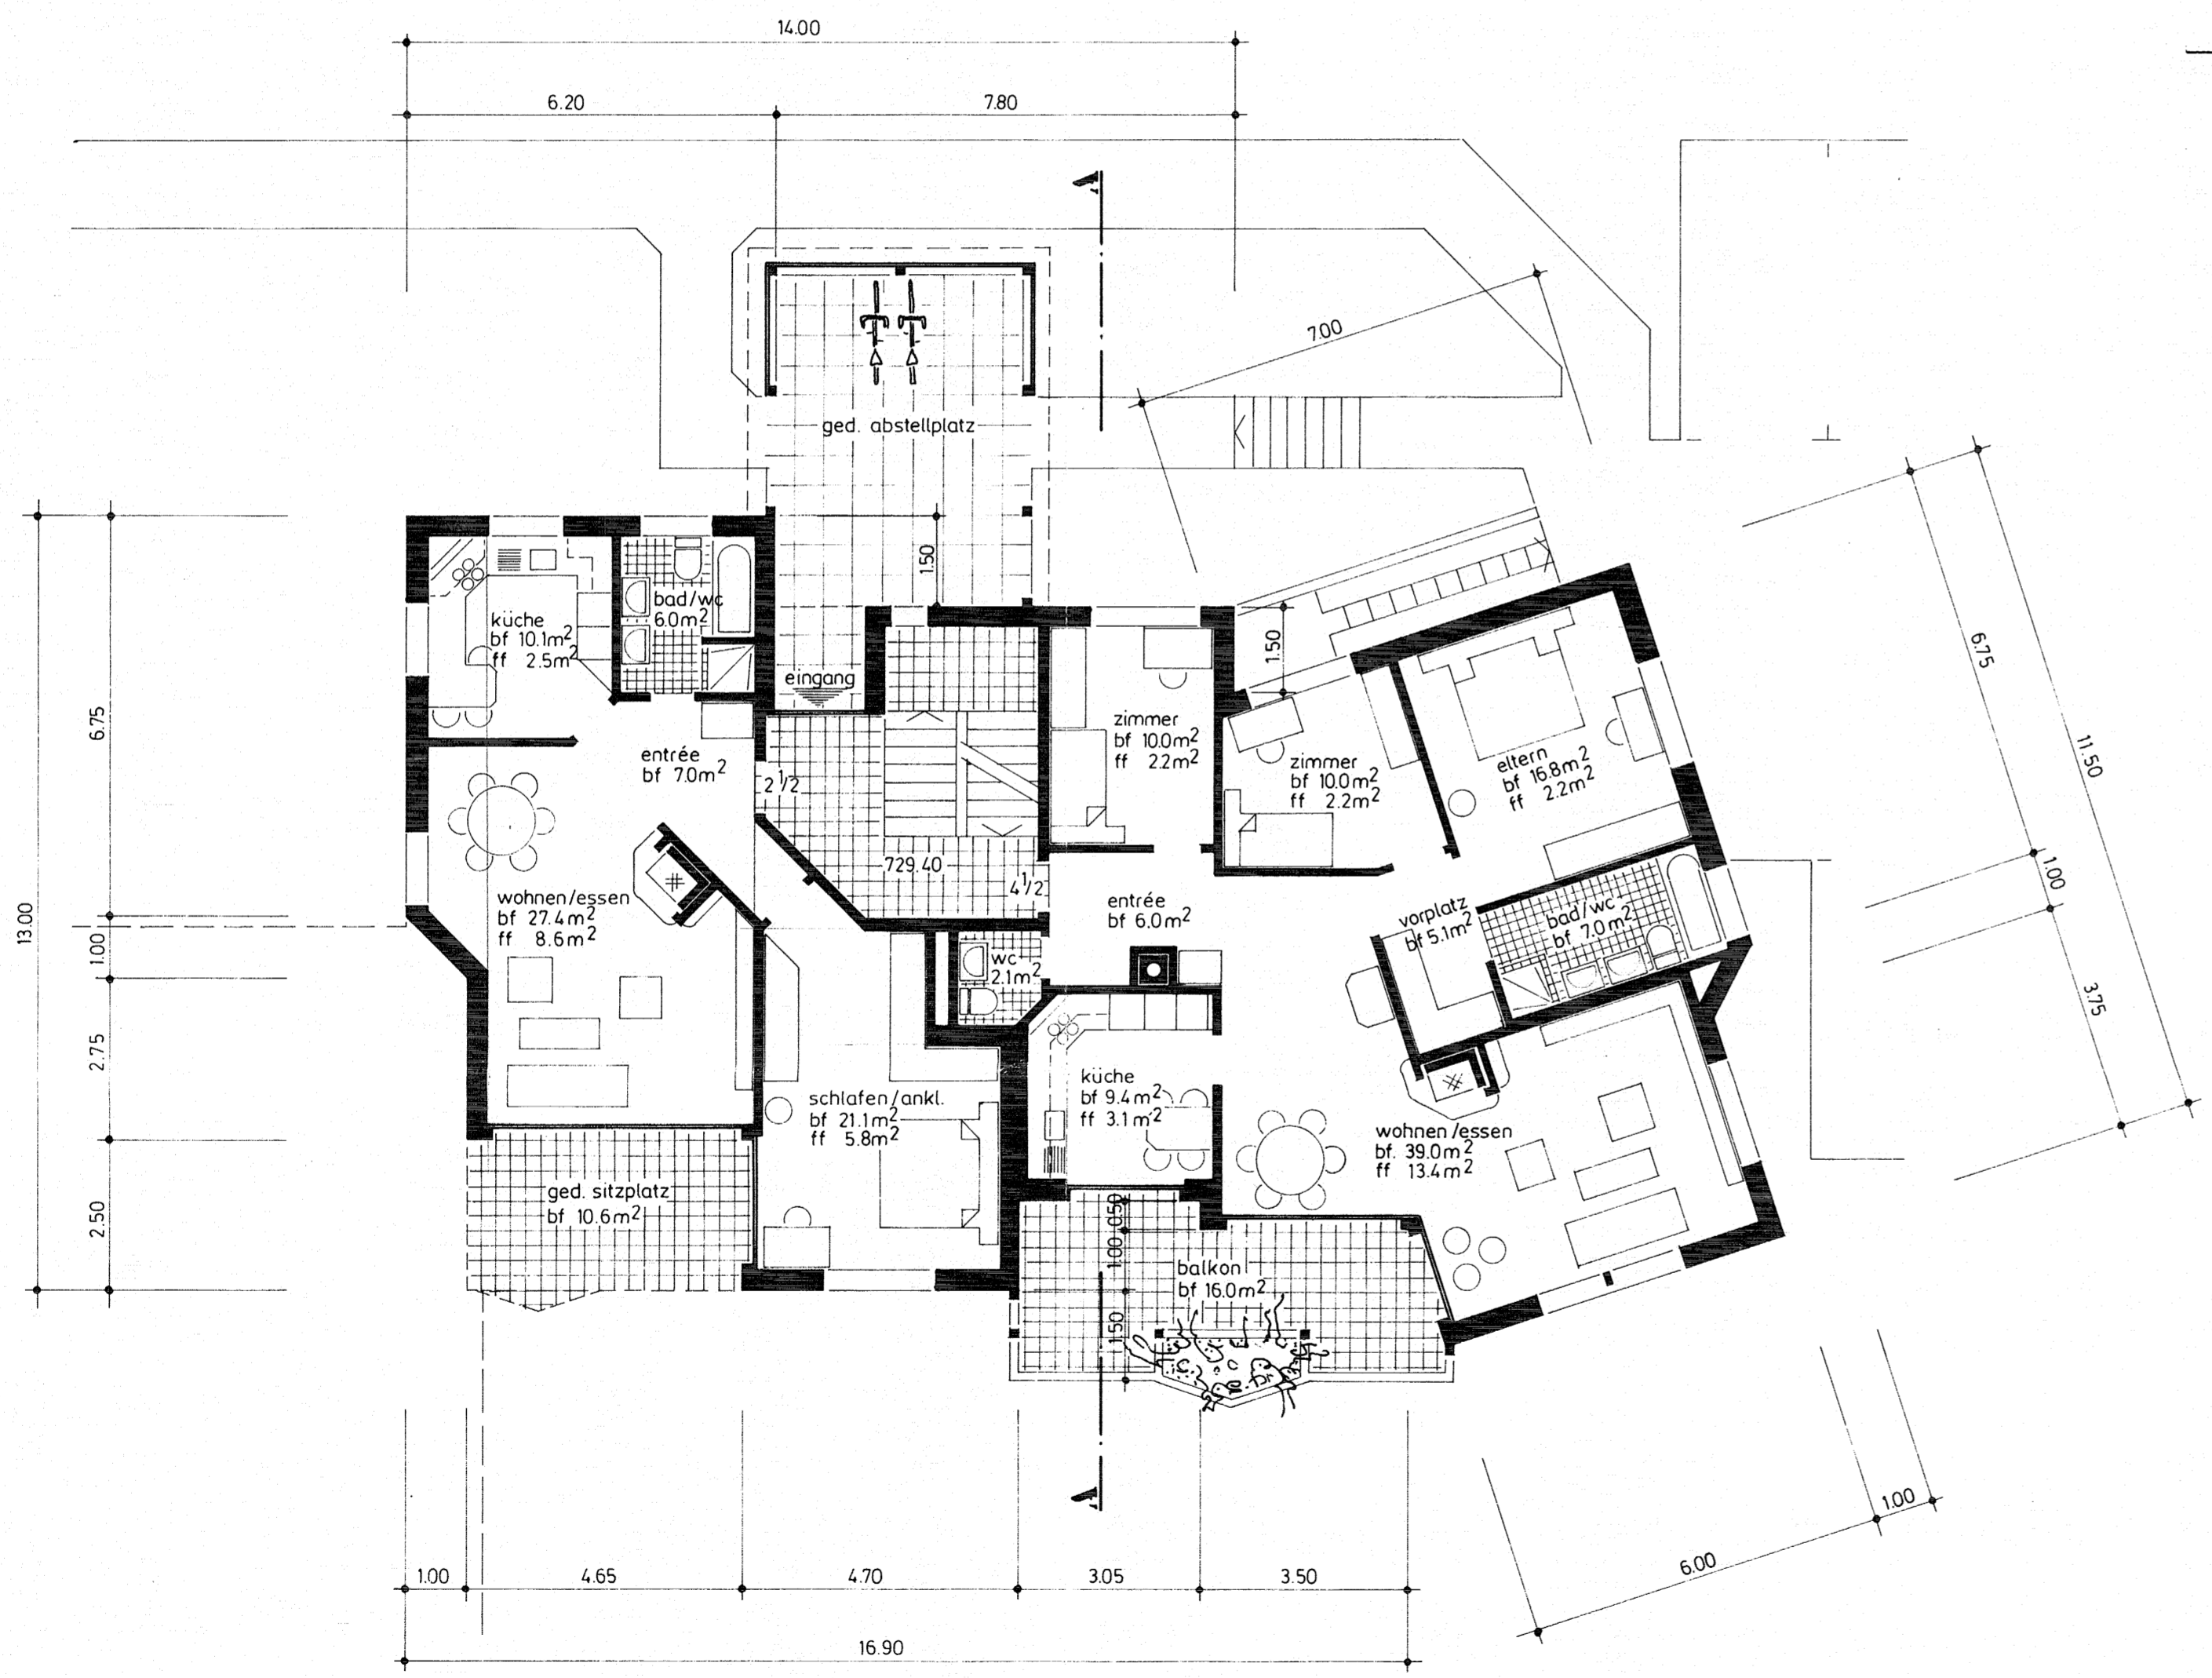 14.00
6.20
7.80
7.00
ged. abstellplatz
1.50
küche
bf 10.1m²
ff 2.5m²
bad/wc
6.0m²
eingang
entrée
bf 7.0m²
2 1/2
zimmer
bf 10.0m²
ff 2.2m²
1.50
zimmer
bf 10.0m²
ff 2.2m²
eltern
bf 16.8m²
ff 2.2m²
6.75
11.50
1.00
3.75
13.00
6.75
1.00
2.75
2.50
729.40
4 1/2
wohnen/essen
bf 27.4m²
ff 8.6m²
entrée
bf 6.0m²
wc
2.1m²
vorplatz
bf 5.1m²
bad/wc
bf 7.0m²
schlafen/ankl.
bf 21.1m²
ff 5.8m²
küche
bf 9.4m²
ff 3.1m²
wohnen/essen
bf. 39.0m²
ff 13.4m²
ged. sitzplatz
bf 10.6m²
0.50
1.00
1.50
balkon
bf 16.0m²
1.00
4.65
4.70
3.05
3.50
16.90
6.00
1.00